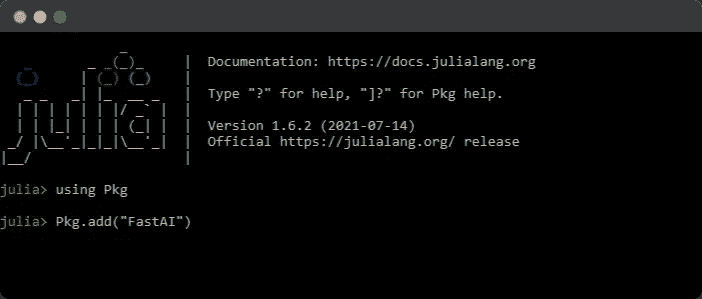 julia
Documentation: https://docs.julialang.org
Type "?" for help, "]?" for Pkg help.
Version 1.6.2 (2021-07-14)
Official https://julialang.org/ release
julia> using Pkg
julia> Pkg.add("FastAI")